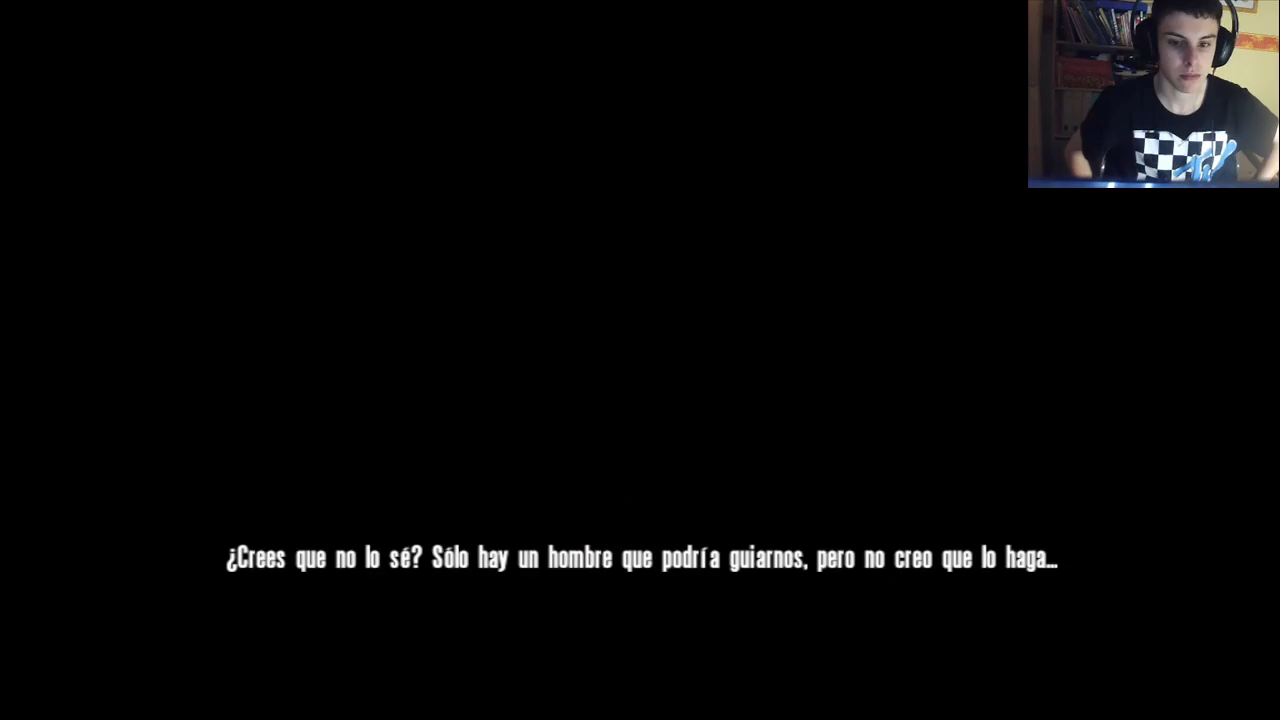 ¿Crees que no lo sé? Sólo hay un hombre que podría guiarnos, pero no creo que lo haga...